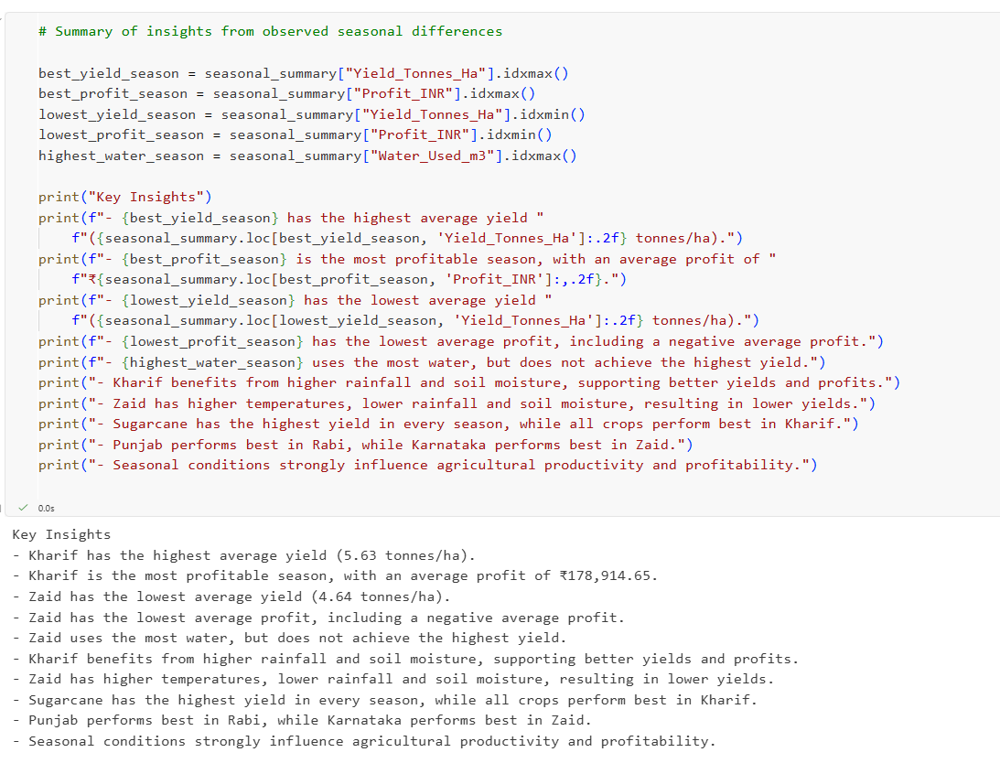 # Summary of insights from observed seasonal differences
best_yield_season = seasonal_summary["Yield_Tonnes_Ha"].idxmax()
best_profit_season = seasonal_summary["Profit_INR"].idxmax()
lowest_yield_season = seasonal_summary["Yield_Tonnes_Ha"].idxmin()
lowest_profit_season = seasonal_summary["Profit_INR"].idxmin()
highest_water_season = seasonal_summary["Water_Used_m3"].idxmax()
print("Key Insights")
print(f"- {best_yield_season} has the highest average yield "
f"({seasonal_summary.loc[best_yield_season, 'Yield_Tonnes_Ha']:.2f} tonnes/ha).")
print(f"- {best_profit_season} is the most profitable season, with an average profit of "
f"₹{seasonal_summary.loc[best_profit_season, 'Profit_INR']:,.2f}.")
print(f"- {lowest_yield_season} has the lowest average yield "
f"({seasonal_summary.loc[lowest_yield_season, 'Yield_Tonnes_Ha']:.2f} tonnes/ha).")
print(f"- {lowest_profit_season} has the lowest average profit, including a negative average profit.")
print(f"- {highest_water_season} uses the most water, but does not achieve the highest yield.")
print("- Kharif benefits from higher rainfall and soil moisture, supporting better yields and profits.")
print("- Zaid has higher temperatures, lower rainfall and soil moisture, resulting in lower yields.")
print("- Sugarcane has the highest yield in every season, while all crops perform best in Kharif.")
print("- Punjab performs best in Rabi, while Karnataka performs best in Zaid.")
print("- Seasonal conditions strongly influence agricultural productivity and profitability.")
✓ 0.0s
Key Insights
- Kharif has the highest average yield (5.63 tonnes/ha).
- Kharif is the most profitable season, with an average profit of ₹178,914.65.
- Zaid has the lowest average yield (4.64 tonnes/ha).
- Zaid has the lowest average profit, including a negative average profit.
- Zaid uses the most water, but does not achieve the highest yield.
- Kharif benefits from higher rainfall and soil moisture, supporting better yields and profits.
- Zaid has higher temperatures, lower rainfall and soil moisture, resulting in lower yields.
- Sugarcane has the highest yield in every season, while all crops perform best in Kharif.
- Punjab performs best in Rabi, while Karnataka performs best in Zaid.
- Seasonal conditions strongly influence agricultural productivity and profitability.